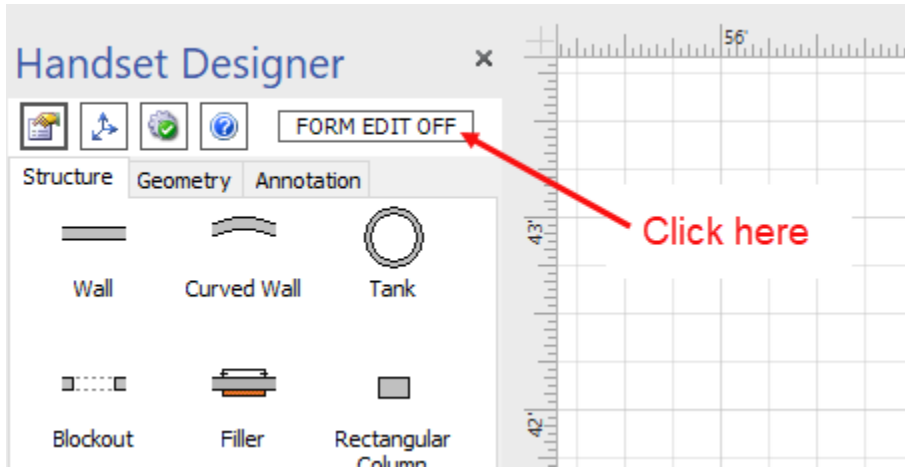 Handset Designer
56'
FORM EDIT OFF
Structure Geometry Annotation
43'
Click here
Wall Curved Wall Tank
Blockout Filler Rectangular
Column
42'